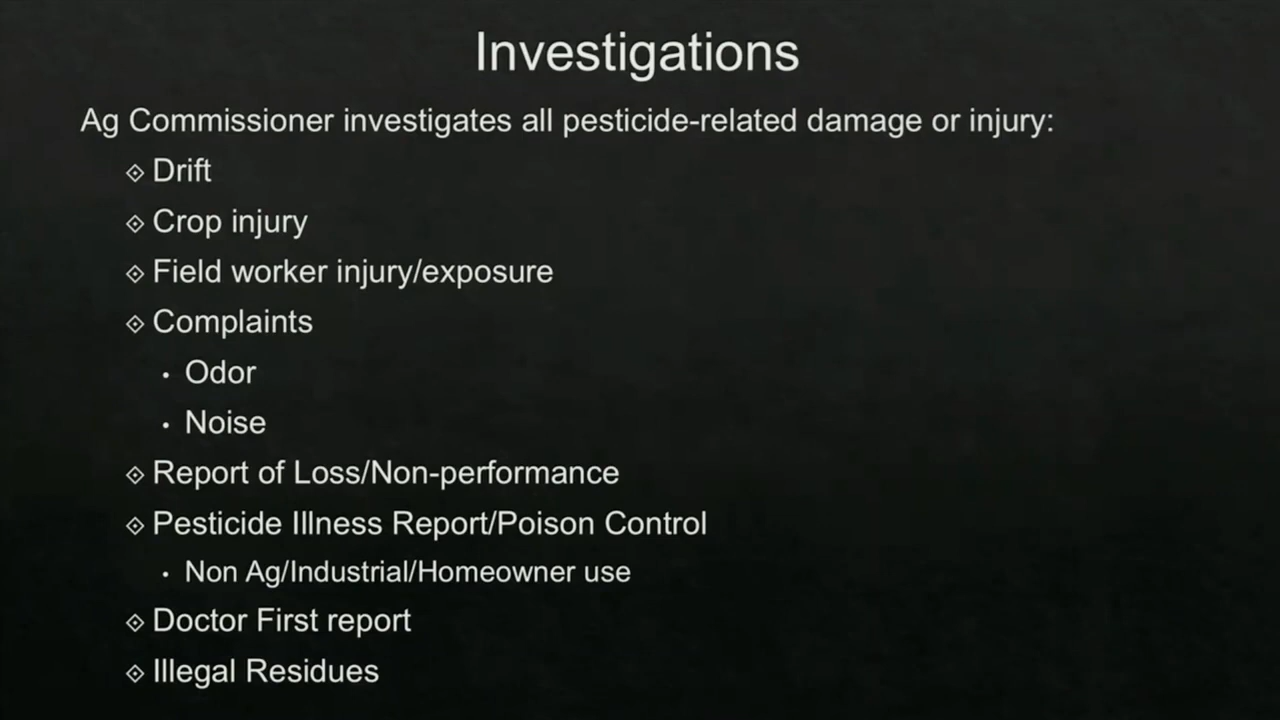 Investigations
Ag Commissioner investigates all pesticide-related damage or injury:
Drift
Crop injury
Field worker injury/exposure
Complaints
Odor
Noise
Report of Loss/Non-performance
Pesticide Illness Report/Poison Control
Non Ag/Industrial/Homeowner use
Doctor First report
Illegal Residues